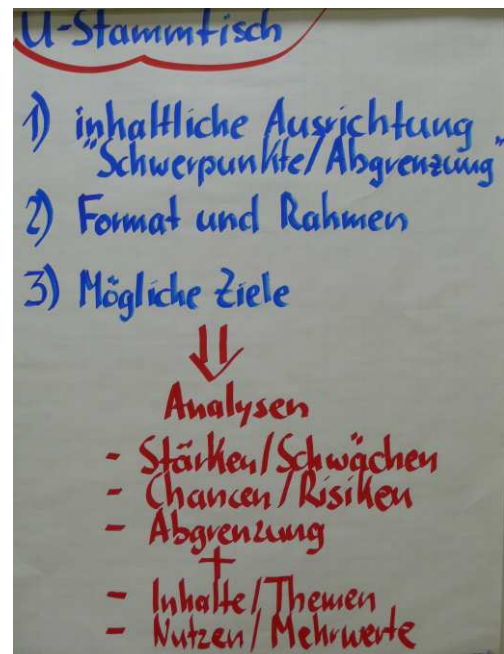 U-Stammtisch
1) inhaltliche Ausrichtung
"Schwerpunkte/Abgrenzung"
2) Format und Rahmen
3) Mögliche Ziele
⇓
Analysen
- Stärken/Schwächen
- Chancen/Risiken
- Abgrenzung
+
- Inhalte/Themen
- Nutzen/Mehrwerte